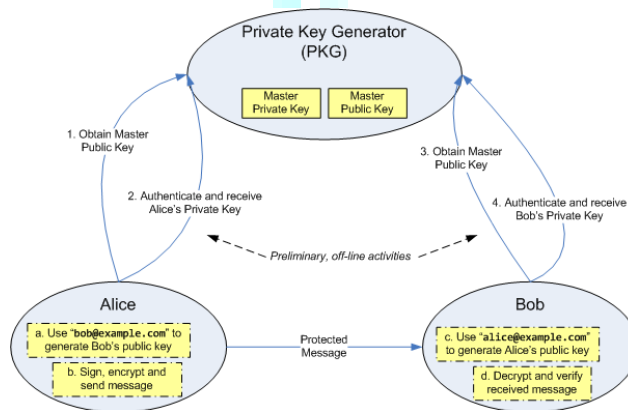 Private Key Generator
(PKG)
Master
Private Key
Master
Public Key
1. Obtain Master
Public Key
2. Authenticate and receive
Alice's Private Key
3. Obtain Master
Public Key
4. Authenticate and receive
Bob's Private Key
Preliminary, off-line activities
Alice
a. Use "bob@example.com" to
generate Bob's public key
b. Sign, encrypt and
send message
Protected
Message
Bob
c. Use "alice@example.com"
to generate Alice's public key
d. Decrypt and verify
received message